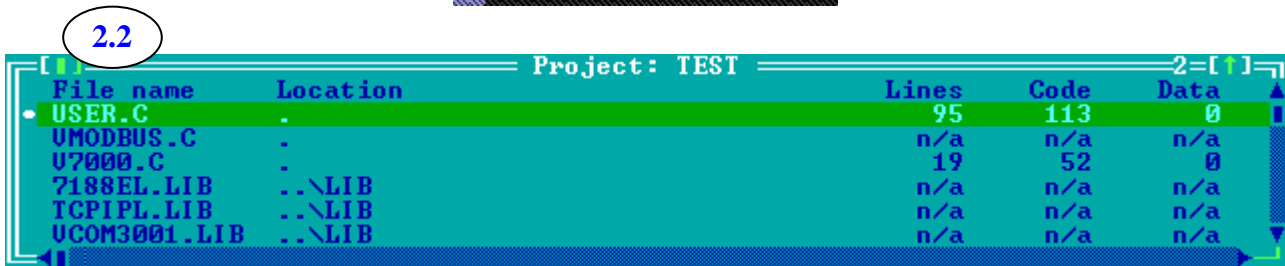 2.2
[▮] Project: TEST 2=[↑]
File name Location Lines Code Data
• USER.C . 95 113 0
VMODBUS.C . n/a n/a n/a
V7000.C . 19 52 0
7188EL.LIB ..\LIB n/a n/a n/a
TCPIPL.LIB ..\LIB n/a n/a n/a
VCOM3001.LIB ..\LIB n/a n/a n/a